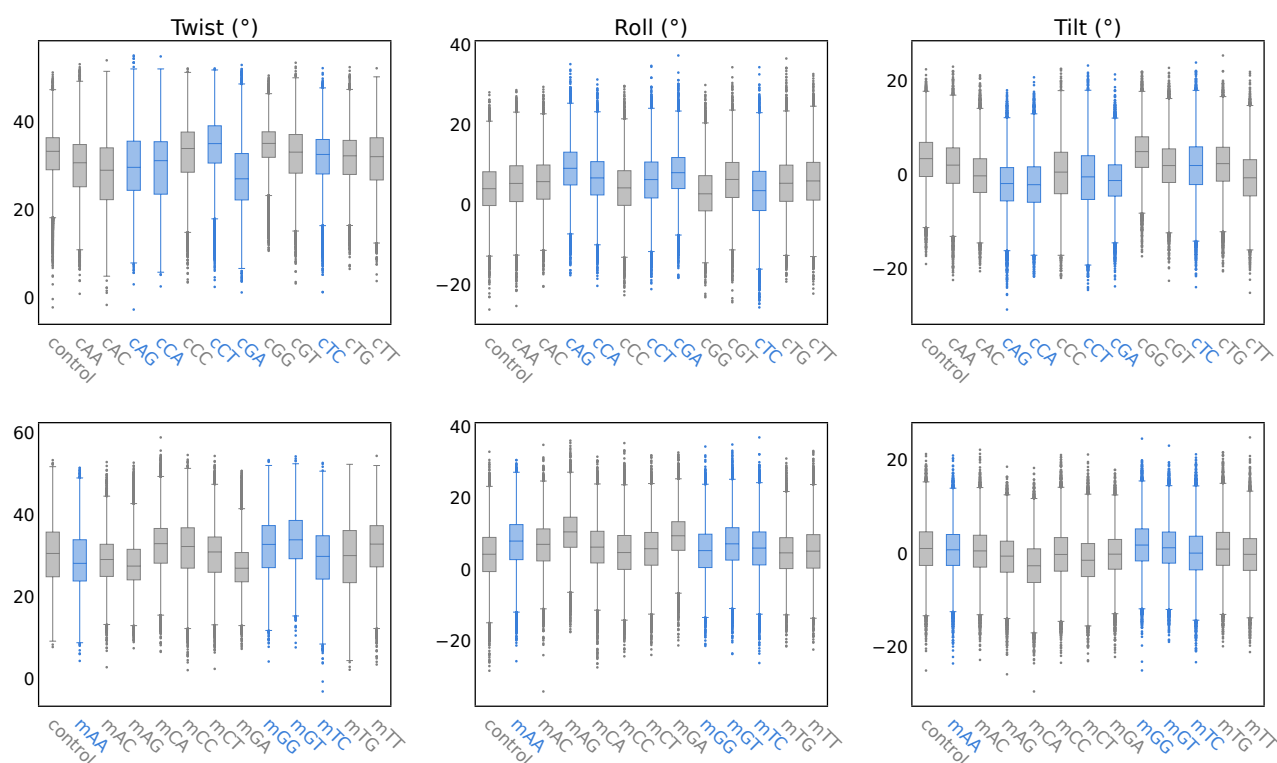 Twist (°) Roll (°) Tilt (°)
40 20 0
40 20 0 −20
20 0 −20
control cAA cAC cAG cCA cCC cCT cGA cGG cGT cTC cTG cTT
control cAA cAC cAG cCA cCC cCT cGA cGG cGT cTC cTG cTT
control cAA cAC cAG cCA cCC cCT cGA cGG cGT cTC cTG cTT
60 40 20 0
40 20 0 −20
20 0 −20
control mAA mAC mAG mCA mCC mCT mGA mGG mGT mTC mTG mTT
control mAA mAC mAG mCA mCC mCT mGA mGG mGT mTC mTG mTT
control mAA mAC mAG mCA mCC mCT mGA mGG mGT mTC mTG mTT